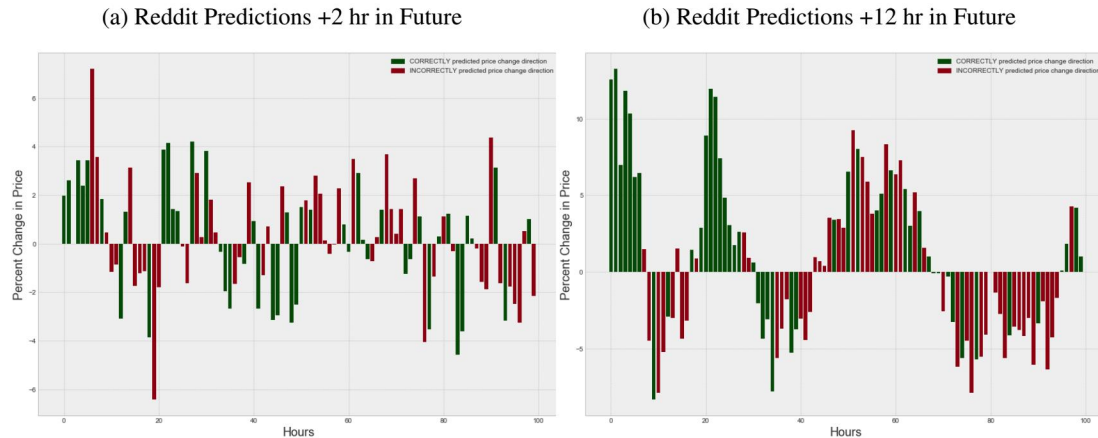 (a) Reddit Predictions +2 hr in Future
CORRECTLY predicted price change direction
INCORRECTLY predicted price change direction
Percent Change in Price
6
4
2
0
−2
−4
−6
0
20
40
60
80
100
Hours
(b) Reddit Predictions +12 hr in Future
CORRECTLY predicted price change direction
INCORRECTLY predicted price change direction
Percent Change in Price
10
5
0
−5
0
20
40
60
80
100
Hours